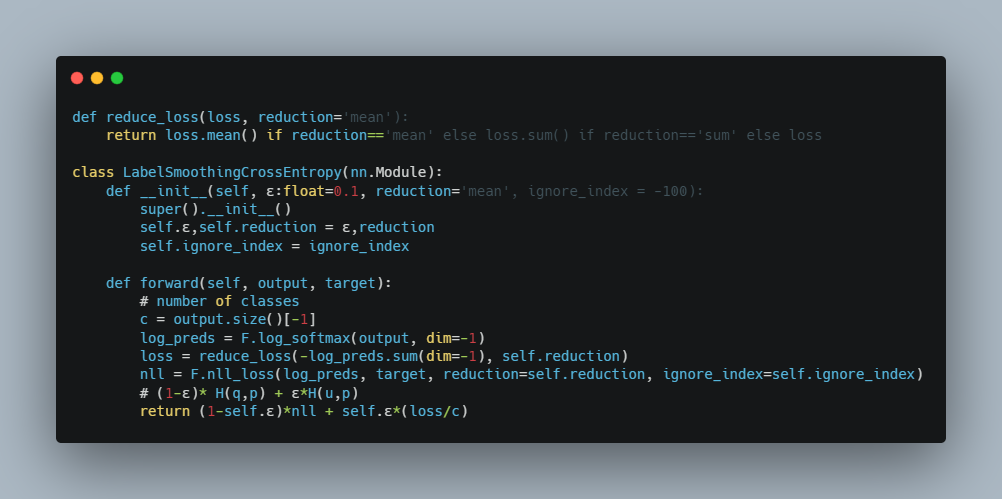 def reduce_loss(loss, reduction='mean'):
    return loss.mean() if reduction=='mean' else loss.sum() if reduction=='sum' else loss

class LabelSmoothingCrossEntropy(nn.Module):
    def __init__(self, ε:float=0.1, reduction='mean', ignore_index = -100):
        super().__init__()
        self.ε,self.reduction = ε,reduction
        self.ignore_index = ignore_index

    def forward(self, output, target):
        # number of classes
        c = output.size()[-1]
        log_preds = F.log_softmax(output, dim=-1)
        loss = reduce_loss(-log_preds.sum(dim=-1), self.reduction)
        nll = F.nll_loss(log_preds, target, reduction=self.reduction, ignore_index=self.ignore_index)
        # (1-ε)* H(q,p) + ε*H(u,p)
        return (1-self.ε)*nll + self.ε*(loss/c)